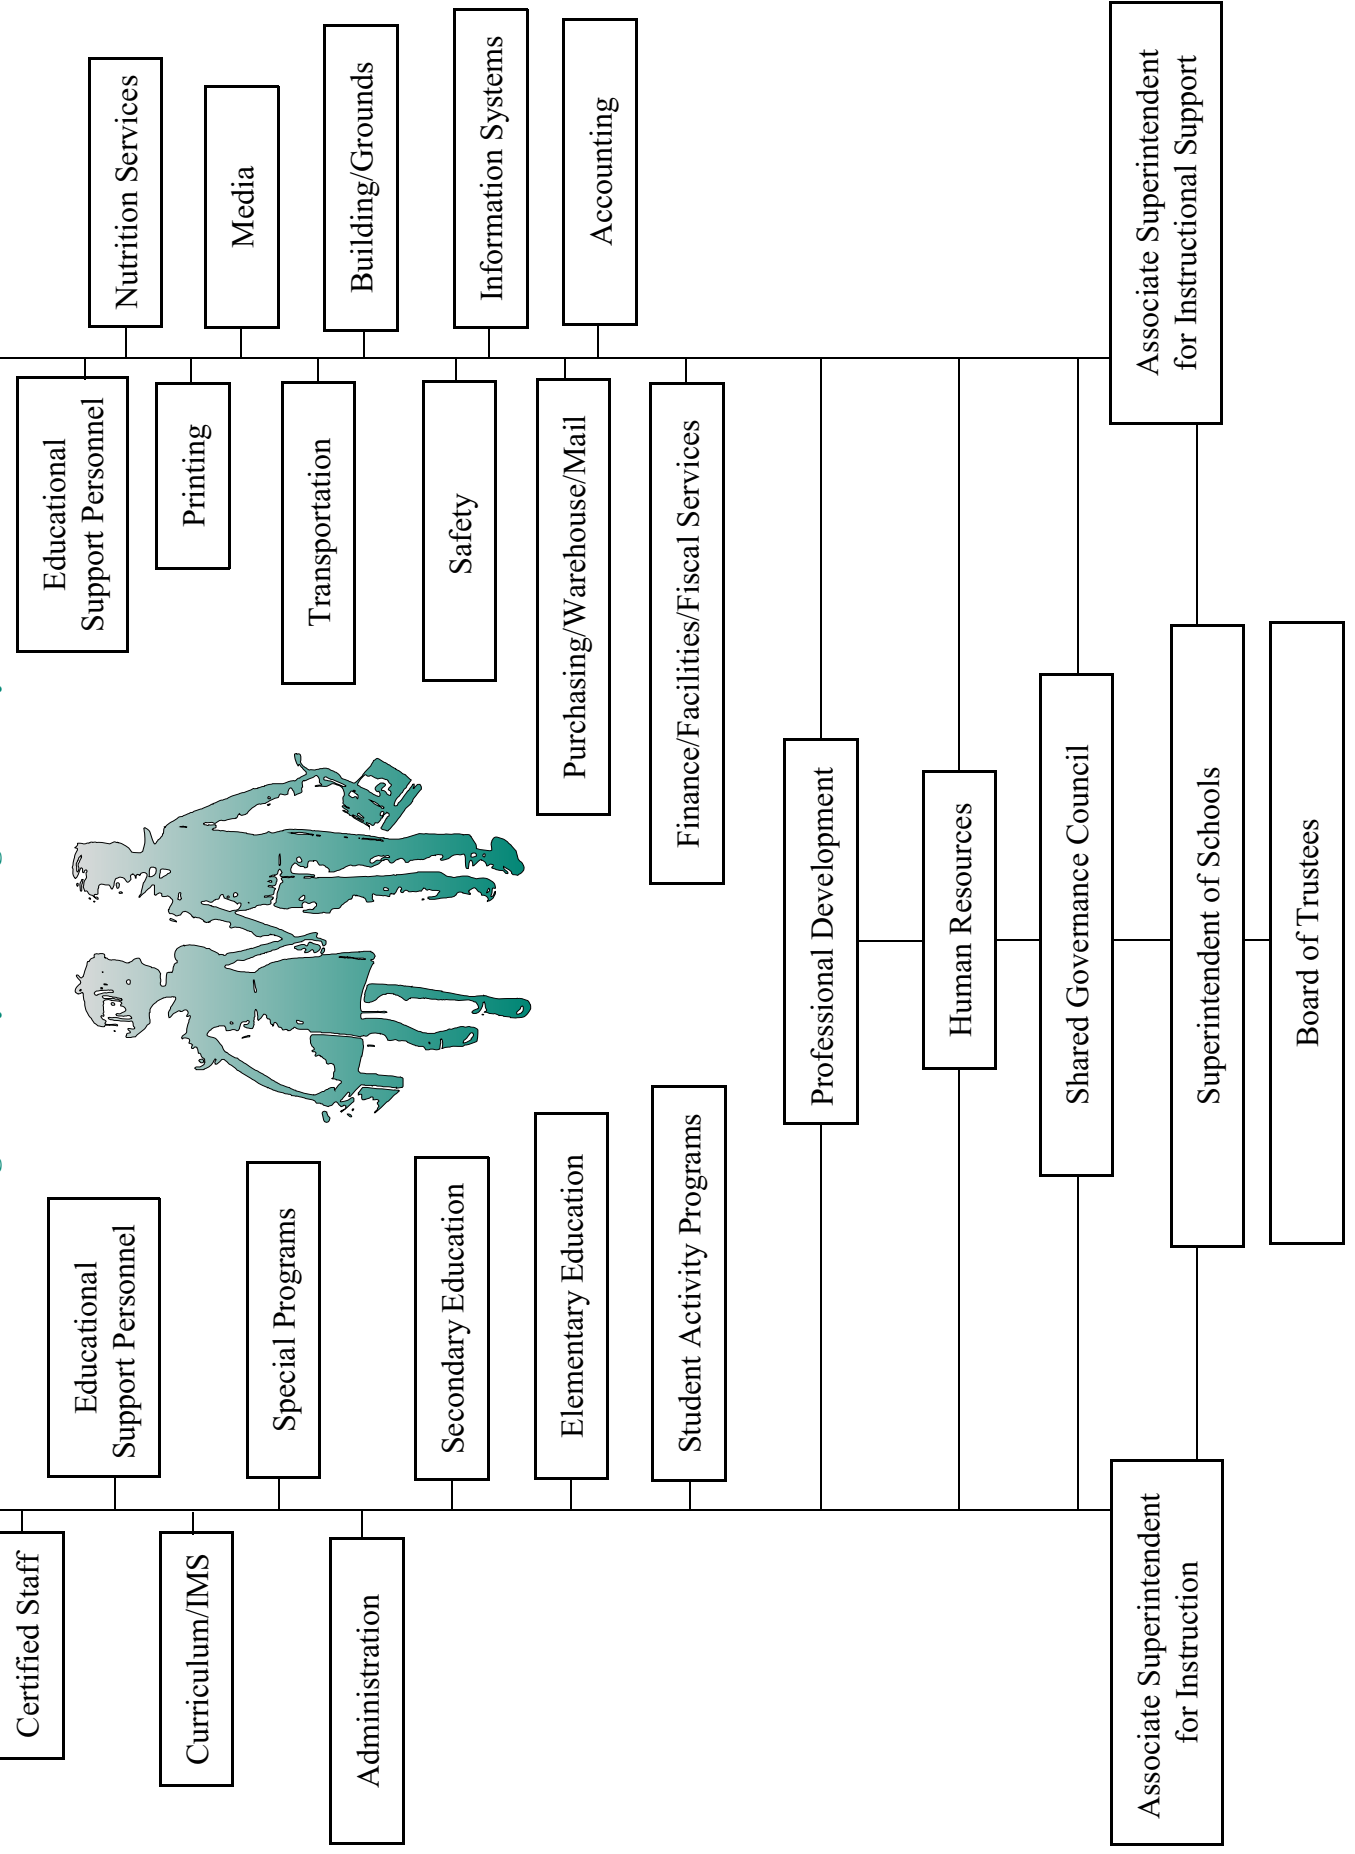 Educational
Support Personnel
Nutrition Services
Printing
Media
Transportation
Building/Grounds
Safety
Information Systems
Purchasing/Warehouse/Mail
Accounting
Finance/Facilities/Fiscal Services
Certified Staff
Educational
Support Personnel
Curriculum/IMS
Special Programs
Administration
Secondary Education
Elementary Education
Student Activity Programs
Professional Development
Human Resources
Shared Governance Council
Associate Superintendent
for Instruction
Superintendent of Schools
Associate Superintendent
for Instructional Support
Board of Trustees